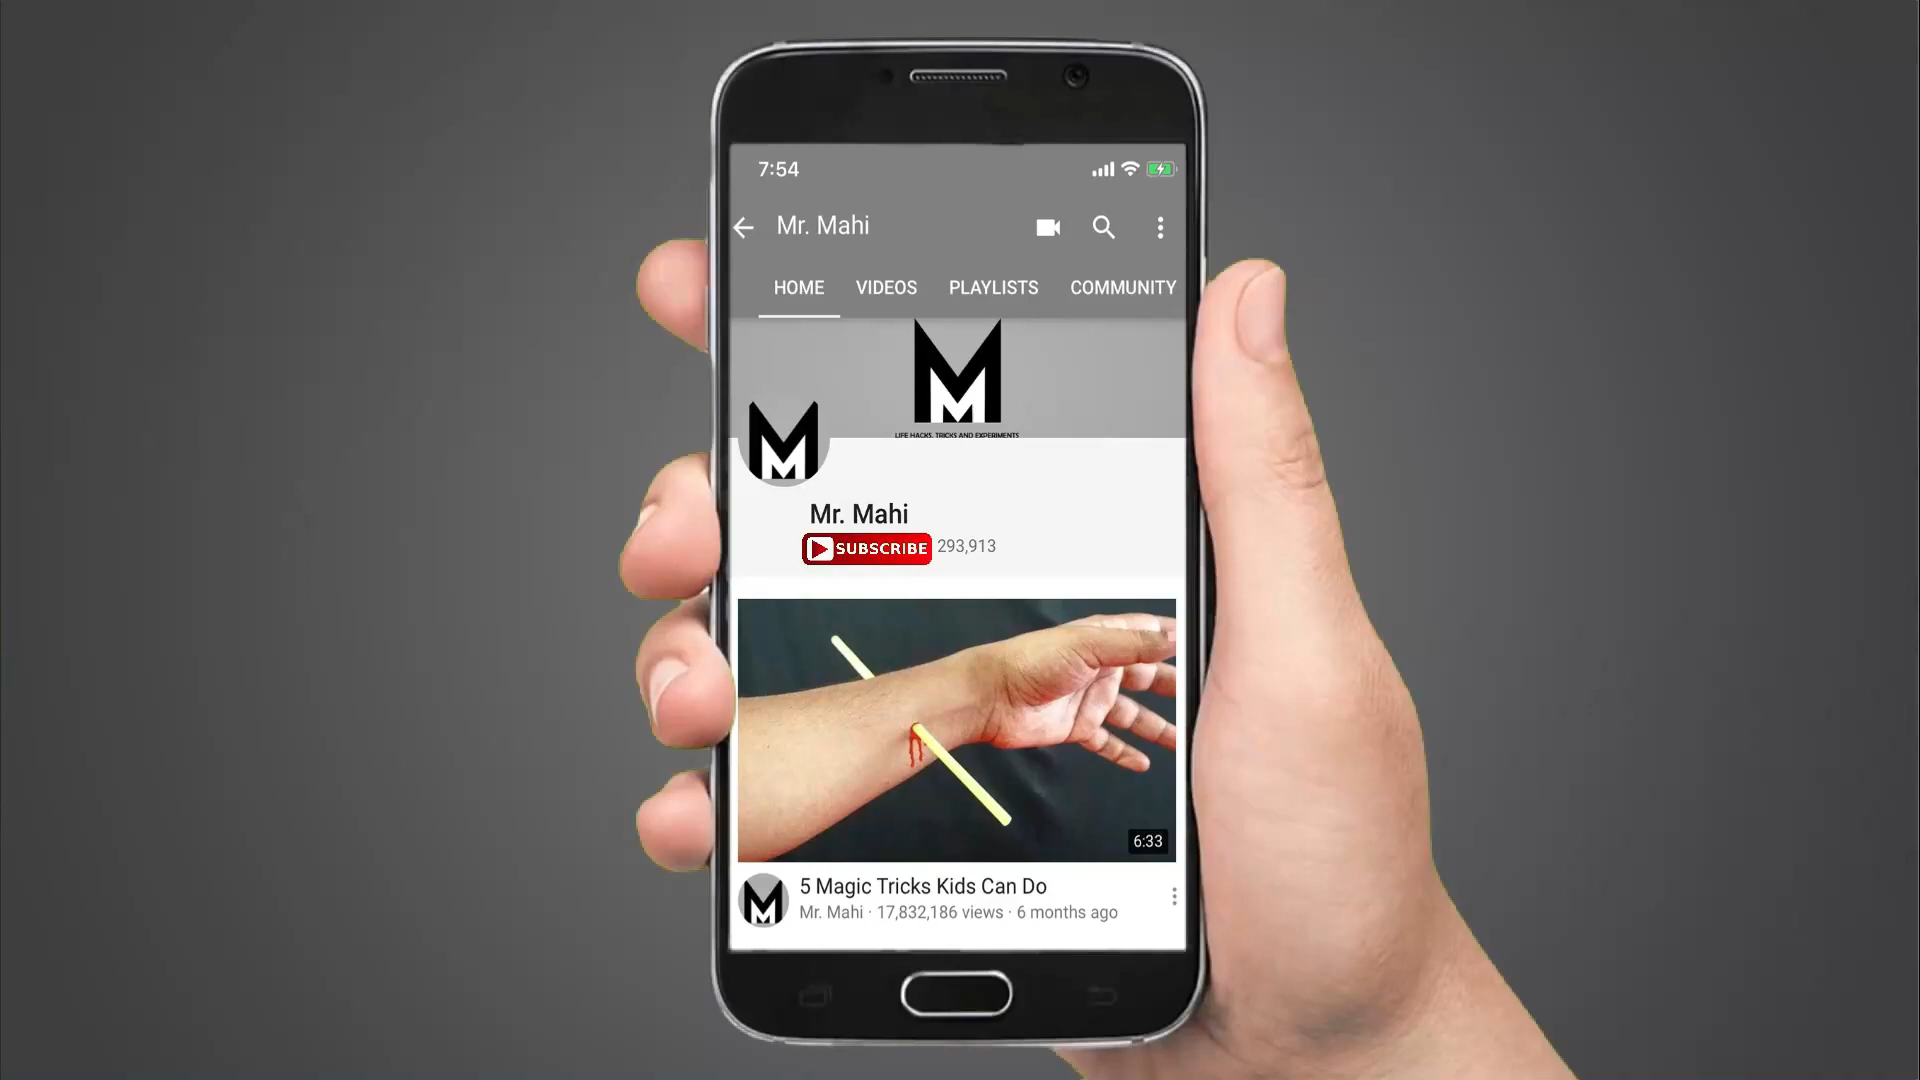 7:54
Mr. Mahi
HOME VIDEOS PLAYLISTS COMMUNITY
M
M
LIFE HACKS, TRICKS AND EXPERIMENTS
M
M
Mr. Mahi
SUBSCRIBE 293,913
6:33
5 Magic Tricks Kids Can Do
Mr. Mahi · 17,832,186 views · 6 months ago